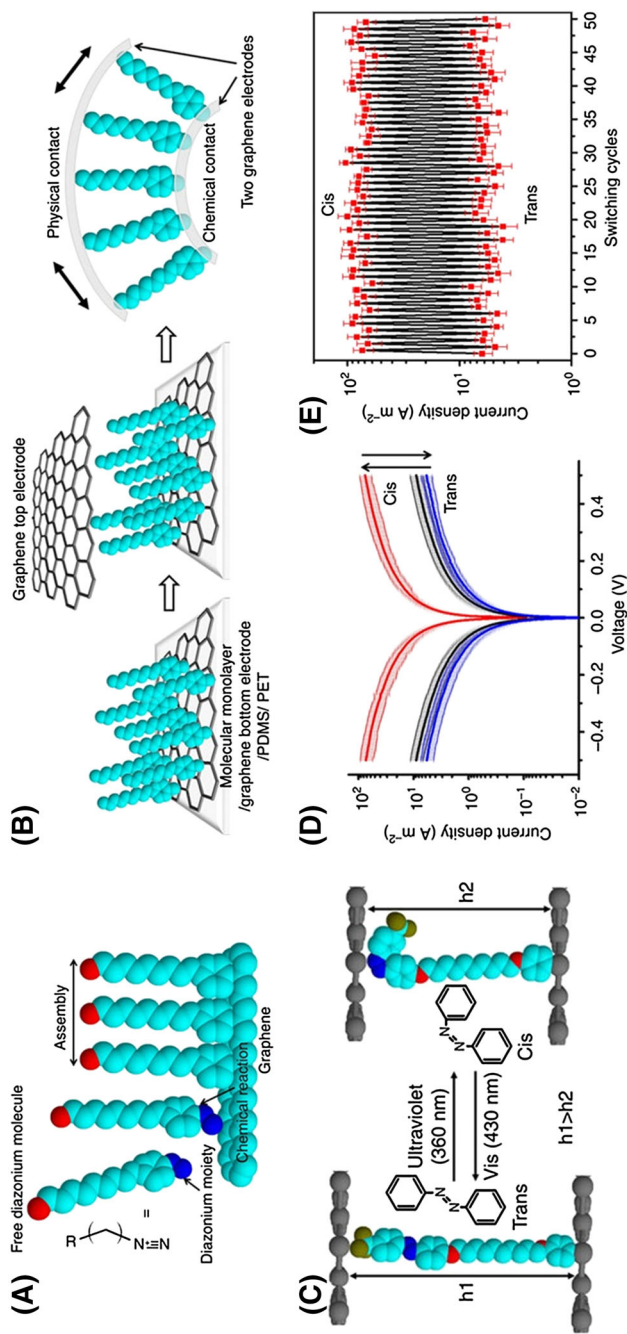 (A)
Free diazonium molecule
R
N+≡N
=
Diazonium moiety
Assembly
Chemical reaction
Graphene
(B)
Molecular monolayer
/graphene bottom electrode
/PDMS/ PET
Graphene top electrode
Physical contact
Chemical contact
Two graphene electrodes
(C)
h1
Ultraviolet
(360 nm)
Vis (430 nm)
N=N
Trans
N=N
Cis
h1>h2
h2
(D)
Current density (A m⁻²)
10²
10¹
10⁰
10⁻¹
10⁻²
Cis
Trans
−0.4
−0.2
0.0
0.2
0.4
Voltage (V)
(E)
Current density (A m⁻²)
10²
10¹
10⁰
Cis
Trans
0
5
10
15
20
25
30
35
40
45
50
Switching cycles